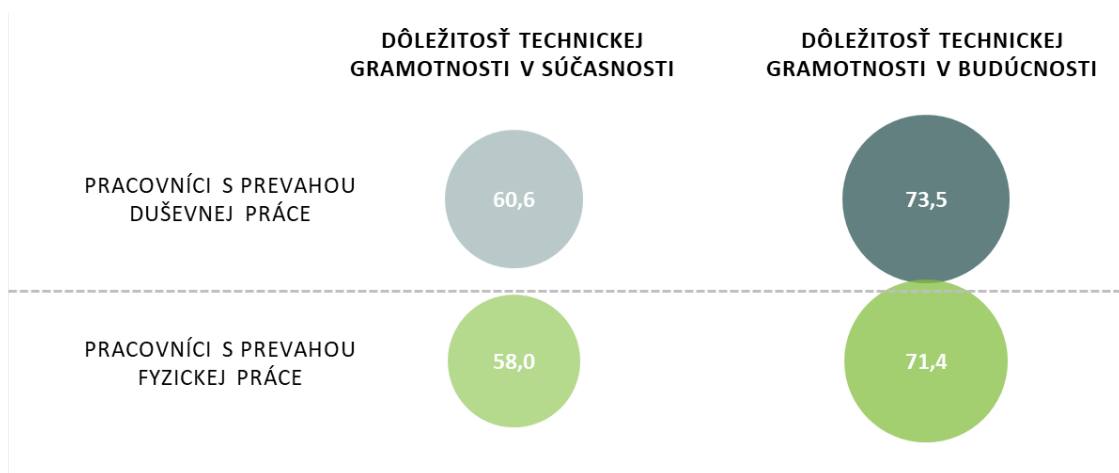 DÔLEŽITOSŤ TECHNICKEJ
GRAMOTNOSTI V SÚČASNOSTI
DÔLEŽITOSŤ TECHNICKEJ
GRAMOTNOSTI V BUDÚCNOSTI
PRACOVNÍCI S PREVAHOU
DUŠEVNEJ PRÁCE
60,6
73,5
PRACOVNÍCI S PREVAHOU
FYZICKEJ PRÁCE
58,0
71,4